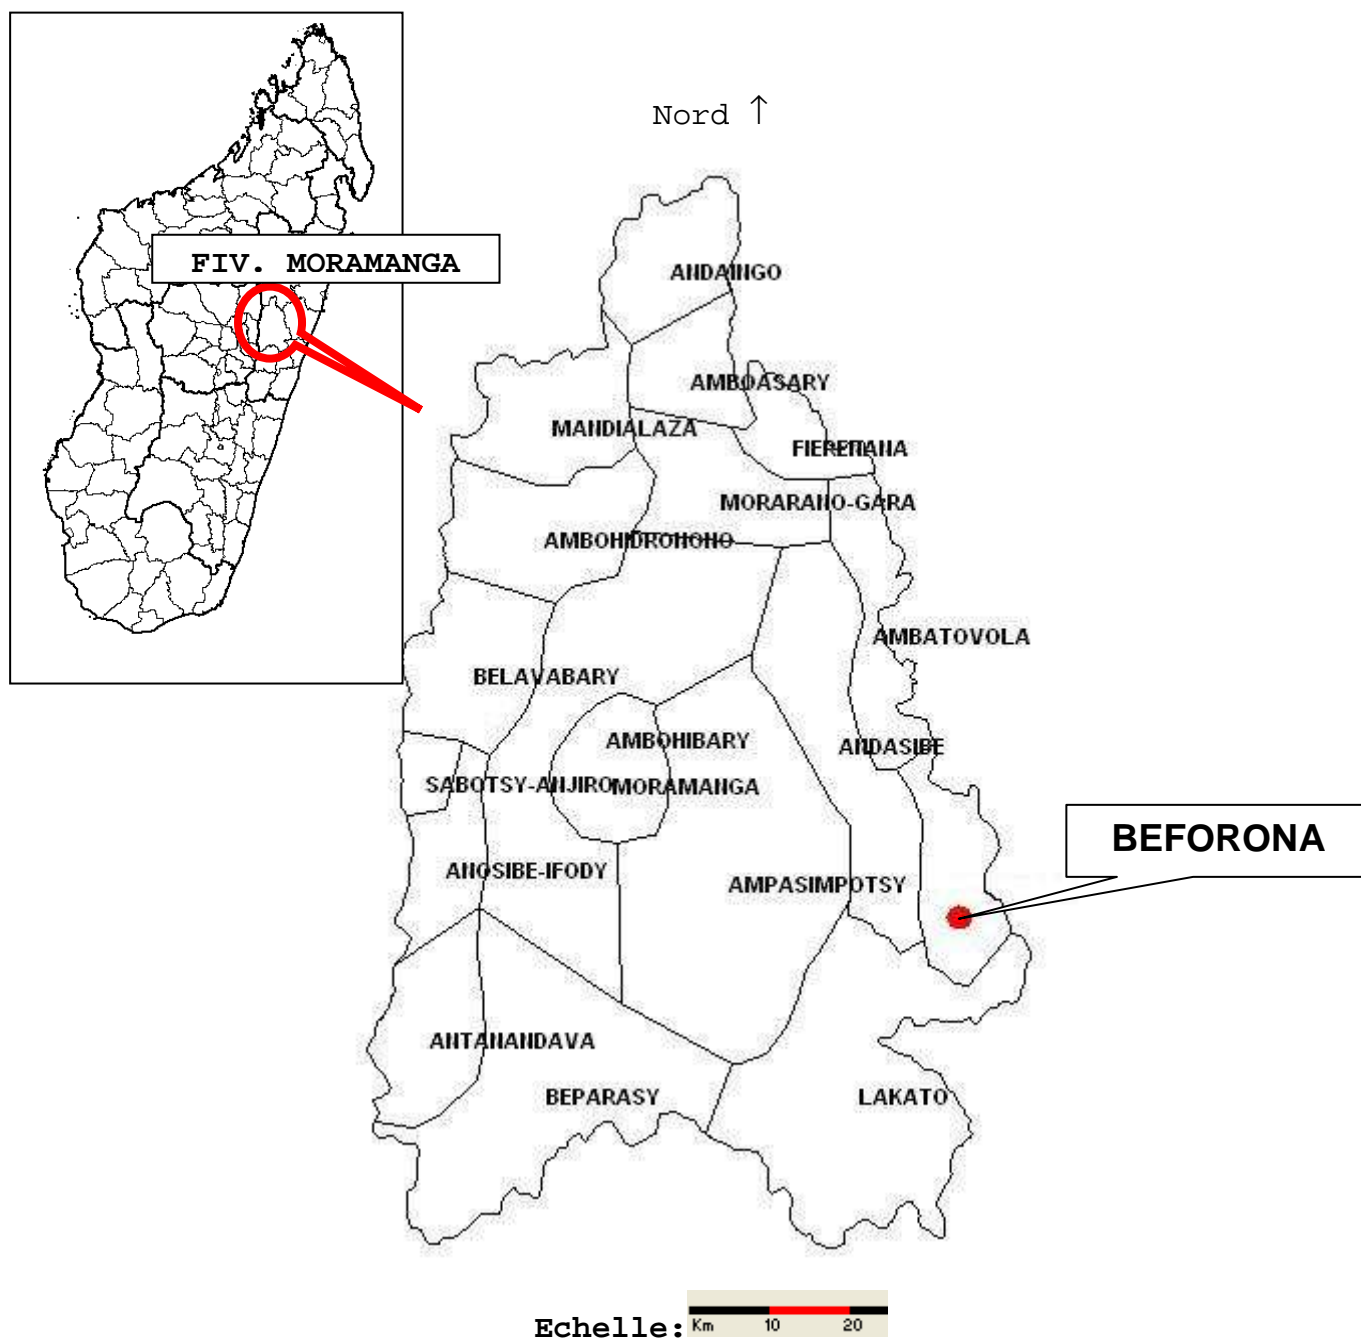 Nord ↑
FIV. MORAMANGA
ANDAINGO
AMBOASARY
MANDIALAZA
FIERENANA
MORARANO-GARA
AMBOHIDRONONO
AMBATOVOLA
BELAVABARY
AMBOHIBARY
ANDASIBE
SABOTSY-ANJIRO
MORAMANGA
BEFORONA
ANOSIBE-IFODY
AMPASIMPOTSY
ANTANANDAVA
BEPARASY
LAKATO
Echelle:
Km 10 20